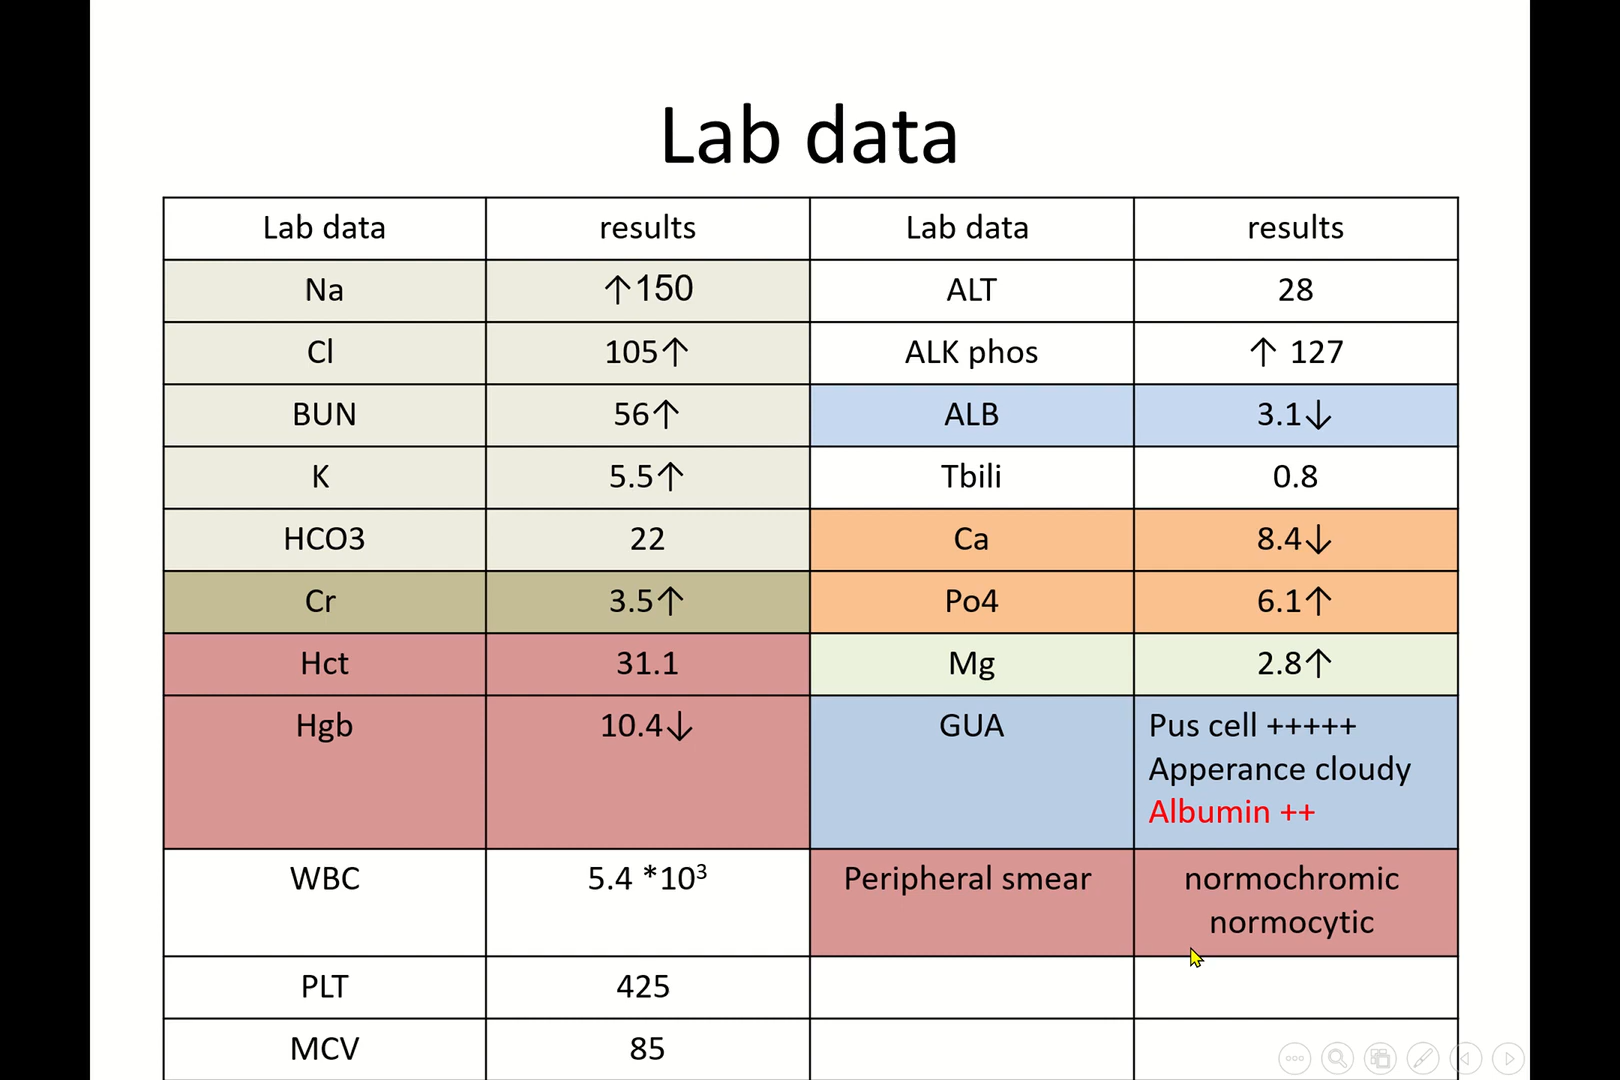 Lab data
Lab data results Lab data results
Na ↑150 ALT 28
Cl 105↑ ALK phos ↑ 127
BUN 56↑ ALB 3.1↓
K 5.5↑ Tbili 0.8
HCO3 22 Ca 8.4↓
Cr 3.5↑ Po4 6.1↑
Hct 31.1 Mg 2.8↑
Hgb 10.4↓ GUA Pus cell +++++
Apperance cloudy
Albumin ++
WBC 5.4 *10³ Peripheral smear normochromic
normocytic
PLT 425
MCV 85